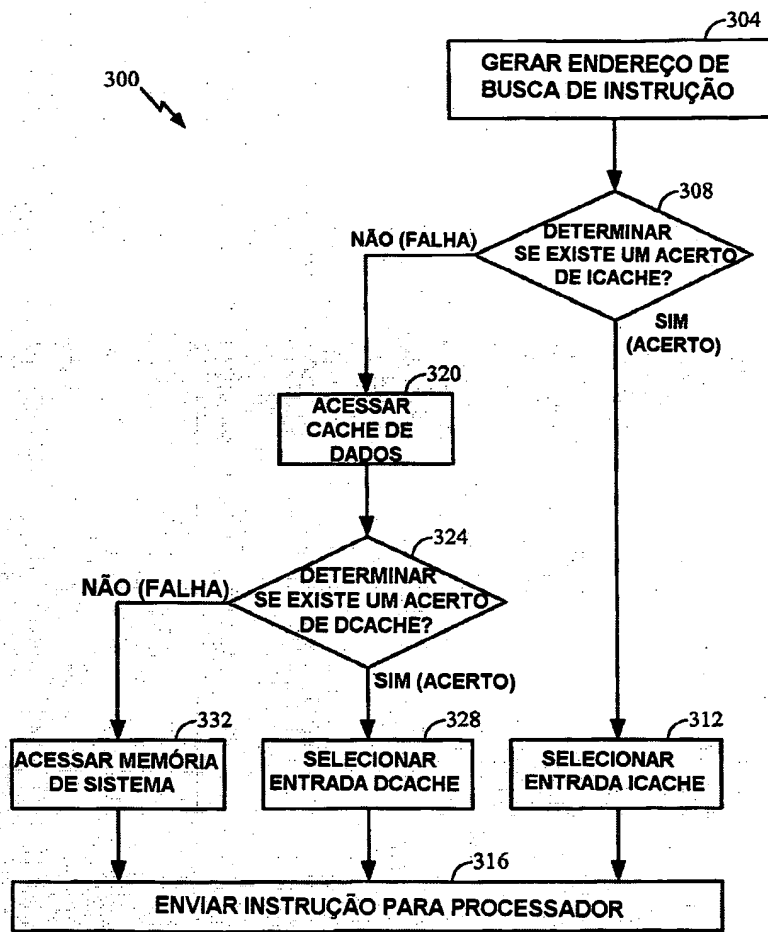 304
GERAR ENDEREÇO DE
BUSCA DE INSTRUÇÃO
300
308
DETERMINAR
SE EXISTE UM ACERTO
DE ICACHE?
NÃO (FALHA)
SIM
(ACERTO)
320
ACESSAR
CACHE DE
DADOS
324
DETERMINAR
SE EXISTE UM ACERTO
DE DCACHE?
NÃO (FALHA)
SIM (ACERTO)
332
ACESSAR MEMÓRIA
DE SISTEMA
328
SELECIONAR
ENTRADA DCACHE
312
SELECIONAR
ENTRADA ICACHE
316
ENVIAR INSTRUÇÃO PARA PROCESSADOR